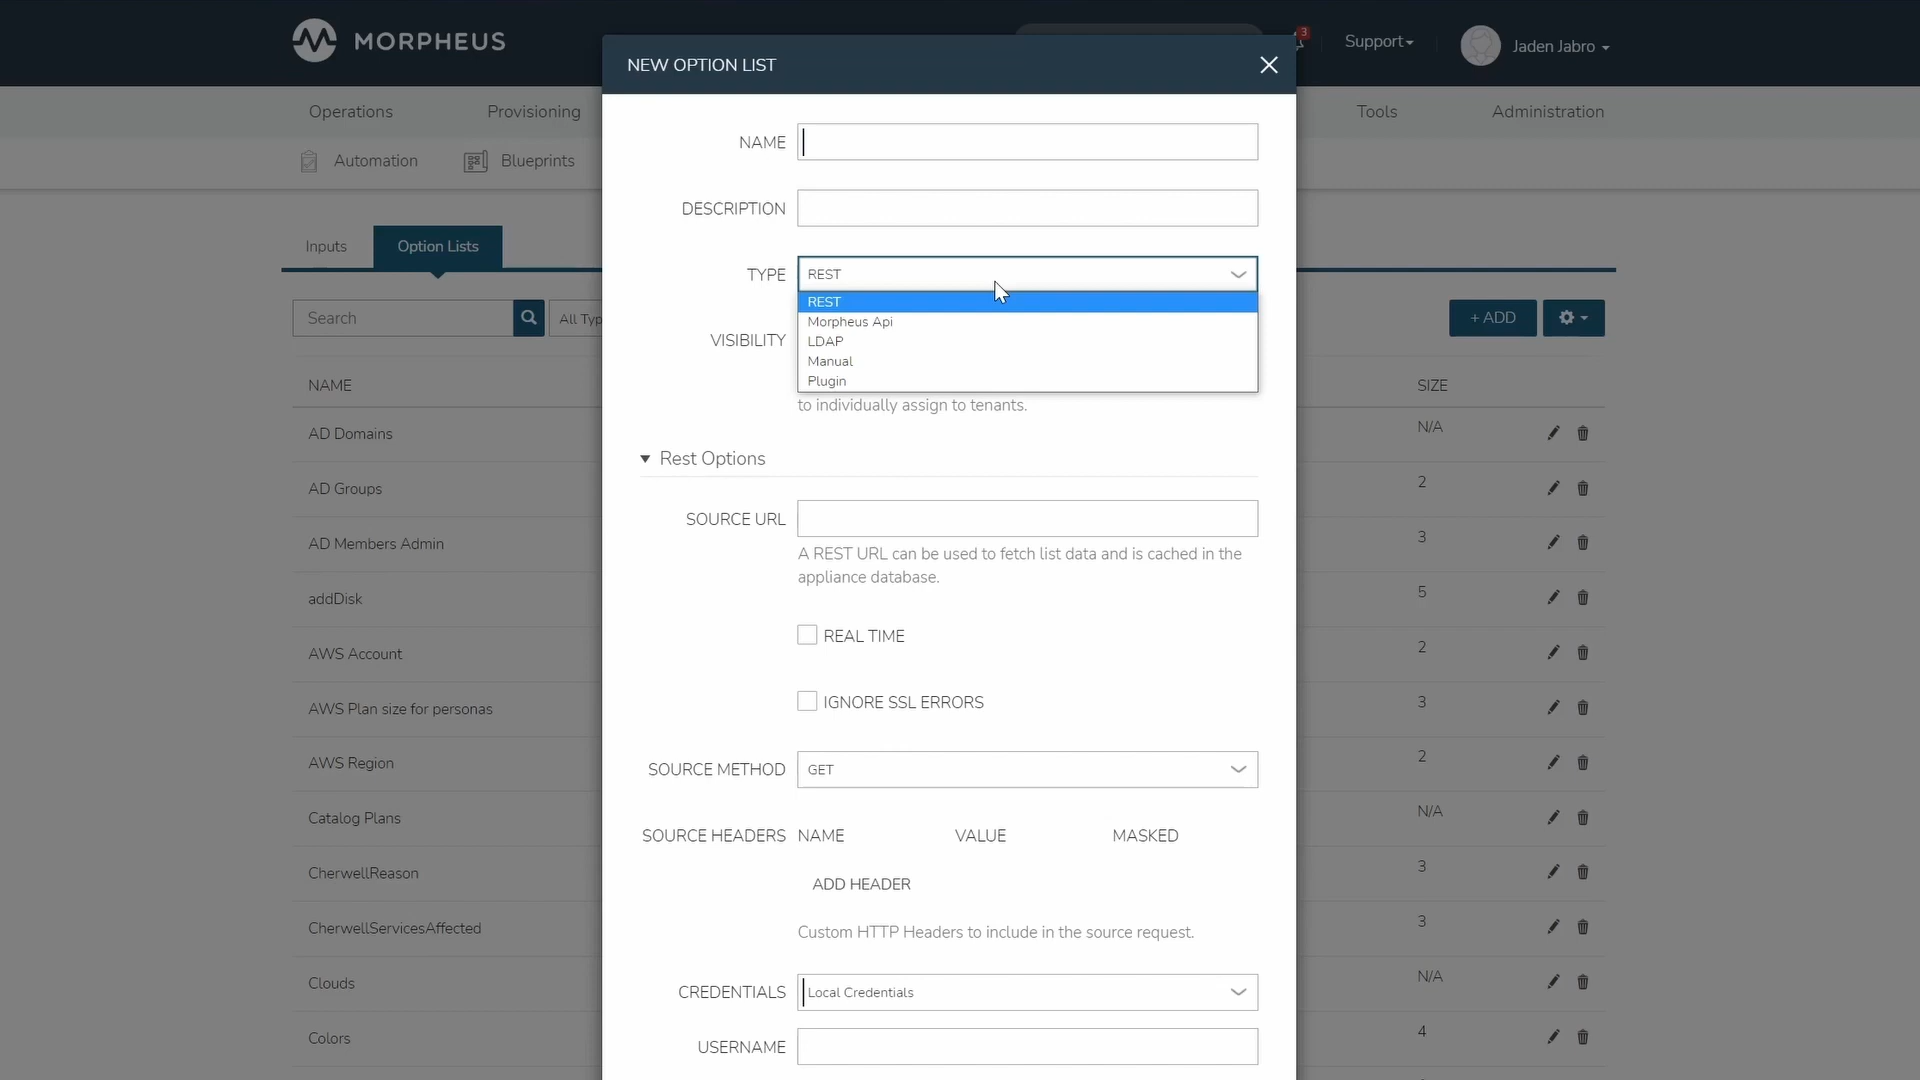 MORPHEUS
3
Support
Jaden Jabro
NEW OPTION LIST
Operations
Provisioning
Tools
Administration
Automation
Blueprints
Inputs
Option Lists
Search
All Typ
+ ADD
NAME
SIZE
AD Domains
N/A
AD Groups
2
AD Members Admin
3
addDisk
5
AWS Account
2
AWS Plan size for personas
3
AWS Region
2
Catalog Plans
N/A
CherwellReason
3
CherwellServicesAffected
3
Clouds
N/A
Colors
4
NAME
DESCRIPTION
TYPE
REST
REST
Morpheus Api
LDAP
Manual
Plugin
VISIBILITY
to individually assign to tenants.
Rest Options
SOURCE URL
A REST URL can be used to fetch list data and is cached in the
appliance database.
REAL TIME
IGNORE SSL ERRORS
SOURCE METHOD
GET
SOURCE HEADERS NAME VALUE MASKED
ADD HEADER
Custom HTTP Headers to include in the source request.
CREDENTIALS
Local Credentials
USERNAME